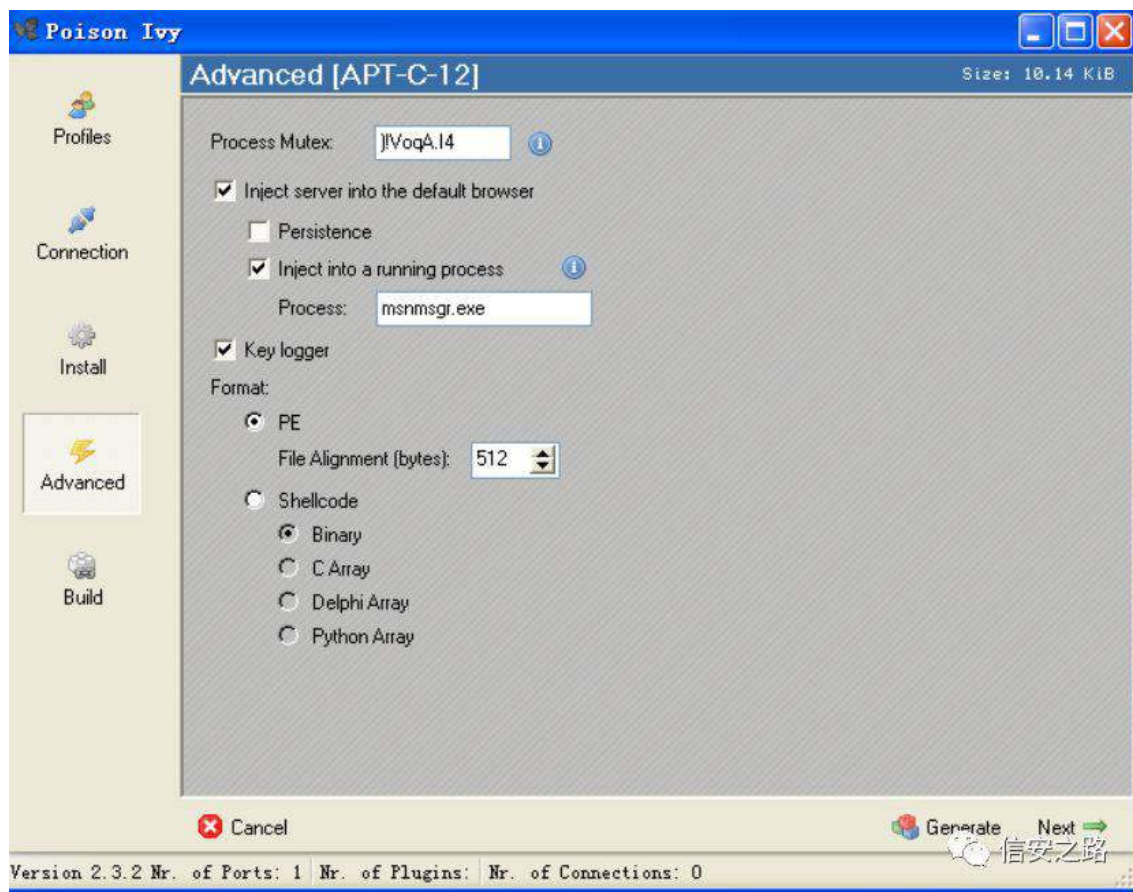 Poison Ivy
Advanced [APT-C-12]
Size: 10.14 KiB
Profiles
Connection
Install
Advanced
Build
Process Mutex: )!VoqA.I4
Inject server into the default browser
Persistence
Inject into a running process
Process: msnmsgr.exe
Key logger
Format:
PE
File Alignment (bytes): 512
Shellcode
Binary
C Array
Delphi Array
Python Array
Cancel
Generate
Next
信安之路
Version 2.3.2 Nr. of Ports: 1 Nr. of Plugins: Nr. of Connections: 0